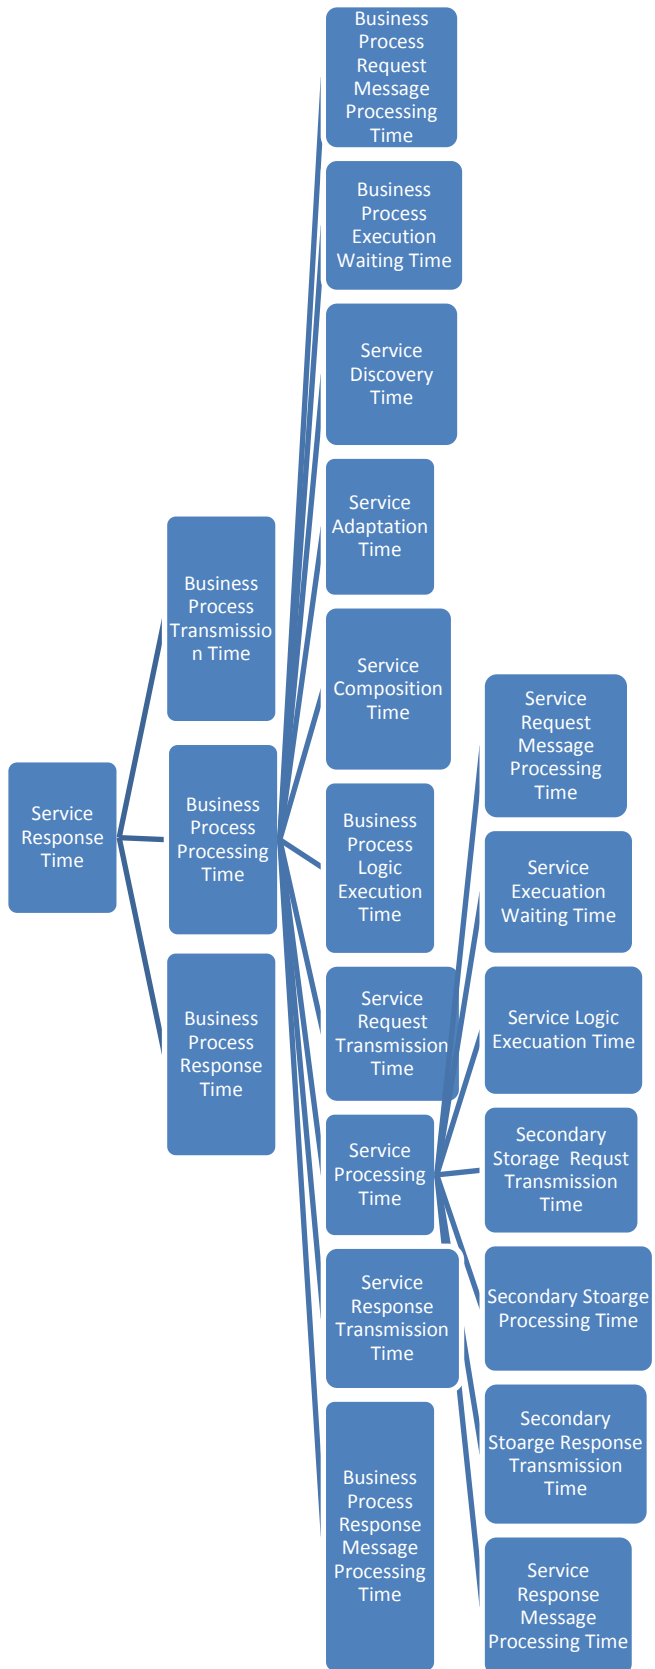 Service
Response
Time
Business
Process
Transmissio
n Time
Business
Process
Processing
Time
Business
Process
Response
Time
Business
Process
Request
Message
Processing
Time
Business
Process
Execution
Waiting Time
Service
Discovery
Time
Service
Adaptation
Time
Service
Composition
Time
Business
Process
Logic
Execution
Time
Service
Request
Transmission
Time
Service
Processing
Time
Service
Response
Transmission
Time
Business
Process
Response
Message
Processing
Time
Service
Request
Message
Processing
Time
Service
Execuation
Waiting Time
Service Logic
Execuation Time
Secondary
Storage Requst
Transmission
Time
Secondary Stoarge
Processing Time
Secondary
Stoarge Response
Transmission
Time
Service
Response
Message
Processing Time